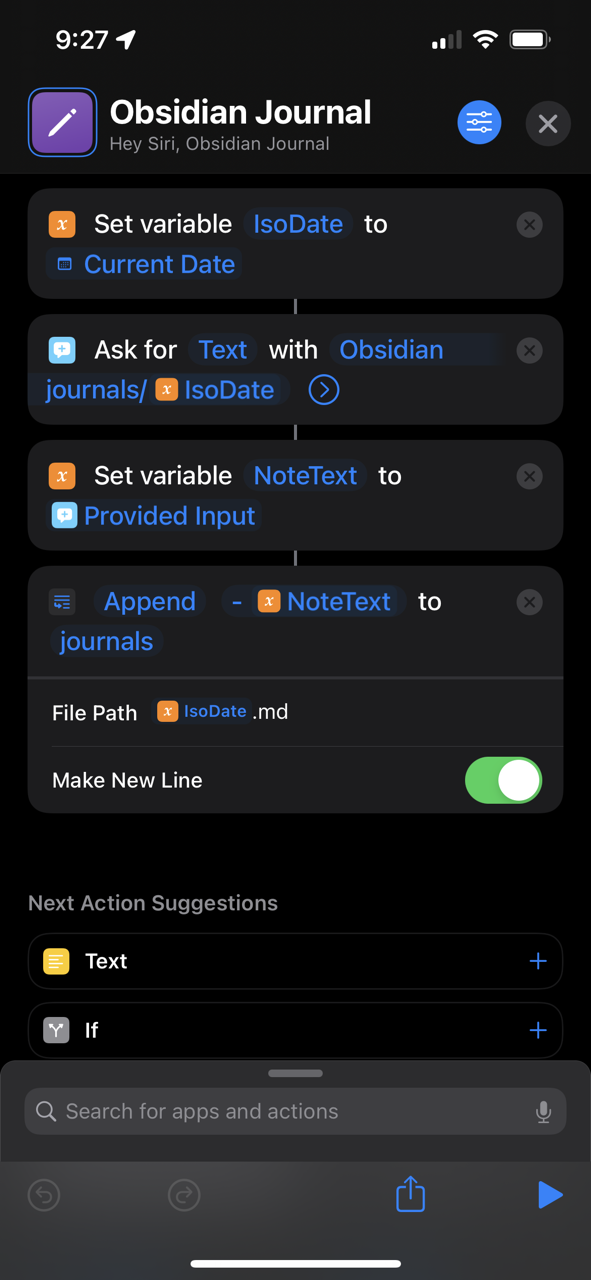 9:27
Obsidian Journal
Hey Siri, Obsidian Journal
x Set variable IsoDate to
Current Date
Ask for Text with Obsidian
journals/ x IsoDate
x Set variable NoteText to
Provided Input
Append - x NoteText to
journals
File Path x IsoDate .md
Make New Line
Next Action Suggestions
Text
If
Search for apps and actions